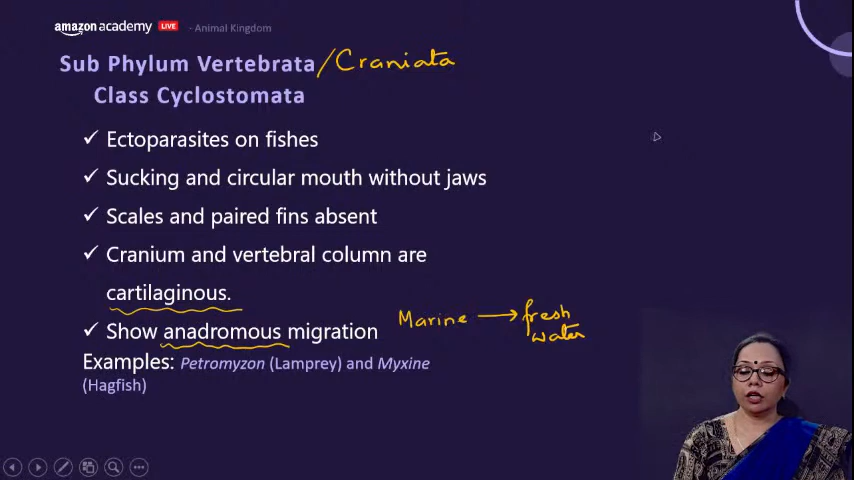 amazon academy LIVE - Animal Kingdom
Sub Phylum Vertebrata /Craniata
Class Cyclostomata
✓ Ectoparasites on fishes
✓ Sucking and circular mouth without jaws
✓ Scales and paired fins absent
✓ Cranium and vertebral column are
cartilaginous.
✓ Show anadromous migration Marine → fresh
water
Examples: Petromyzon (Lamprey) and Myxine
(Hagfish)